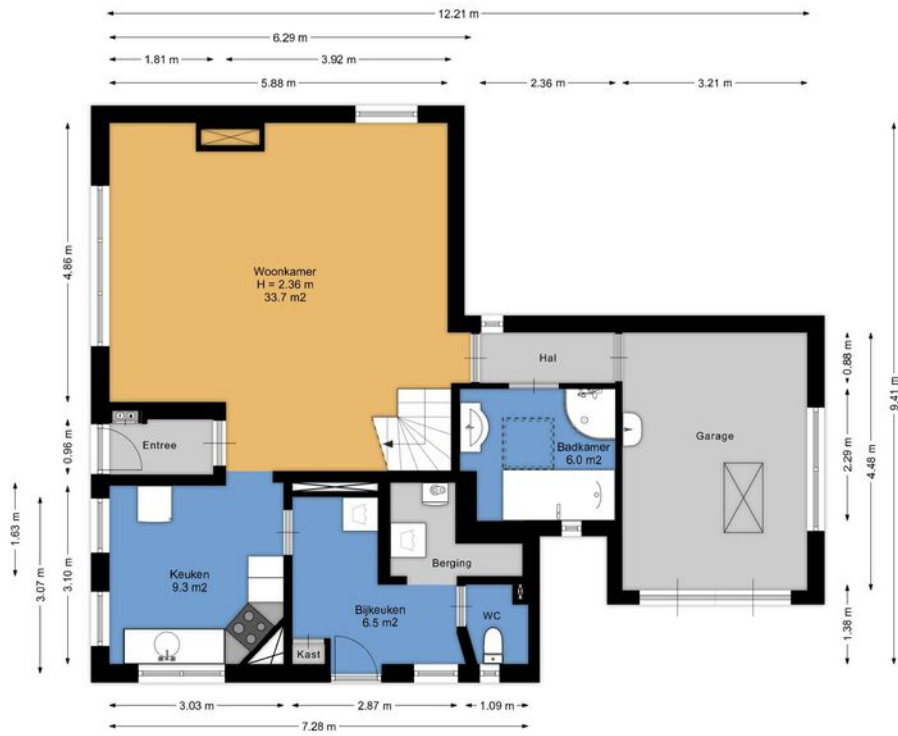 12.21 m
6.29 m
1.81 m
3.92 m
5.88 m
2.36 m
3.21 m
4.86 m
9.41 m
Woonkamer
H = 2.36 m
33.7 m2
Hal
0.88 m
Entree
0.96 m
Badkamer
6.0 m2
Garage
2.29 m
4.48 m
1.63 m
3.07 m
3.10 m
Keuken
9.3 m2
Berging
Bijkeuken
6.5 m2
WC
Kast
1.38 m
3.03 m
2.87 m
1.09 m
7.28 m